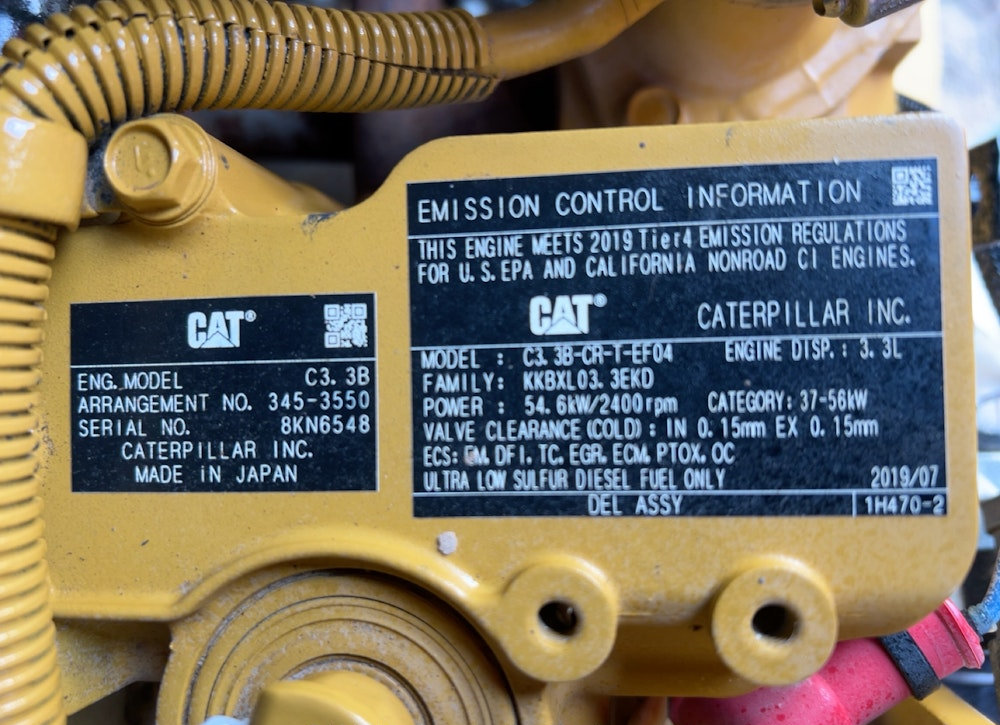 CAT®
ENG. MODEL C3. 3B
ARRANGEMENT NO. 345-3550
SERIAL NO. 8KN6548
CATERPILLAR INC.
MADE iN JAPAN
EMISSION CONTROL INFORMATION
THIS ENGINE MEETS 2019 Tier4 EMISSION REGULATIONS
FOR U.S. EPA AND CALIFORNIA NONROAD CI ENGINES.
CAT® CATERPILLAR INC.
MODEL : C3. 3B-CR-T-EF04 ENGINE DISP.: 3. 3L
FAMILY: KKBXL03. 3EKD
POWER : 54. 6kW/2400rpm CATEGORY: 37-56kW
VALVE CLEARANCE (COLD) : IN 0. 15mm EX 0. 15mm
ECS: EM, DFI, TC, EGR, ECM, PTOX, OC
ULTRA LOW SULFUR DIESEL FUEL ONLY 2019/07
DEL ASSY 1H470-2